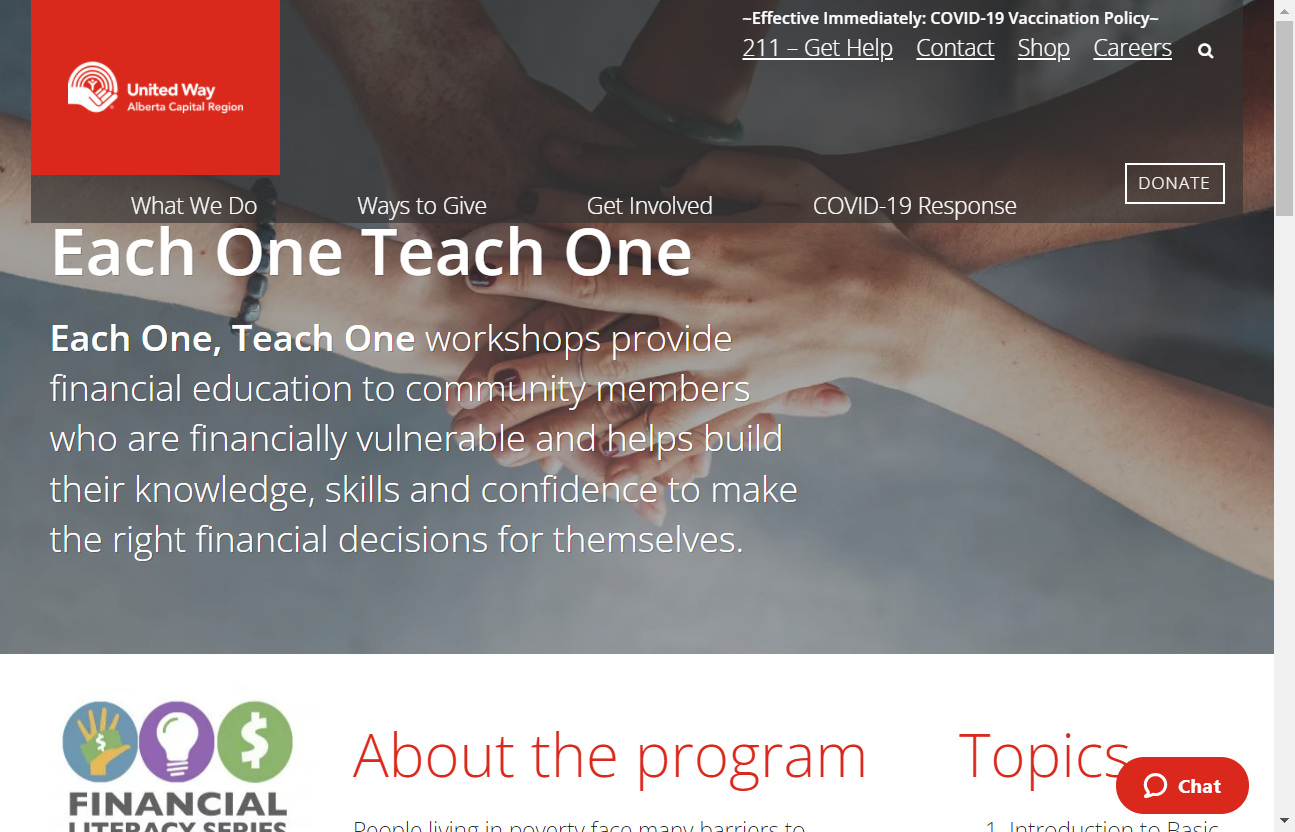 ~Effective Immediately: COVID-19 Vaccination Policy~
211 – Get Help Contact Shop Careers
United Way
Alberta Capital Region
DONATE
What We Do Ways to Give Get Involved COVID-19 Response
Each One Teach One
Each One, Teach One workshops provide
financial education to community members
who are financially vulnerable and helps build
their knowledge, skills and confidence to make
the right financial decisions for themselves.
FINANCIAL
LITERACY SERIES
About the program
People living in poverty face many barriers to
Topics
1. Introduction to Basic
Chat